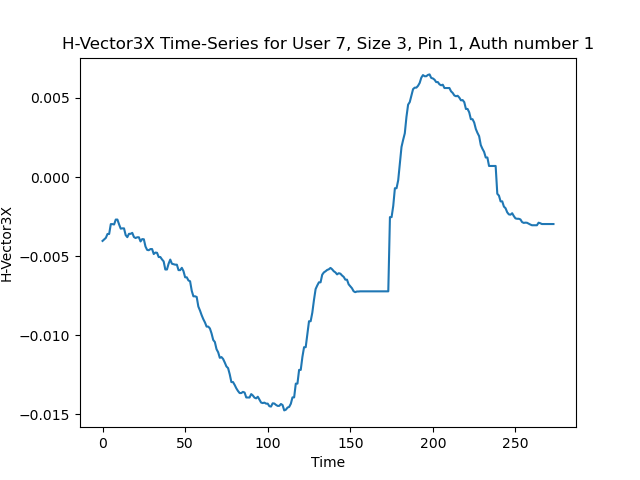 H-Vector3X Time-Series for User 7, Size 3, Pin 1, Auth number 1
0.005
0.000
−0.005
−0.010
−0.015
H-Vector3X
0 50 100 150 200 250
Time